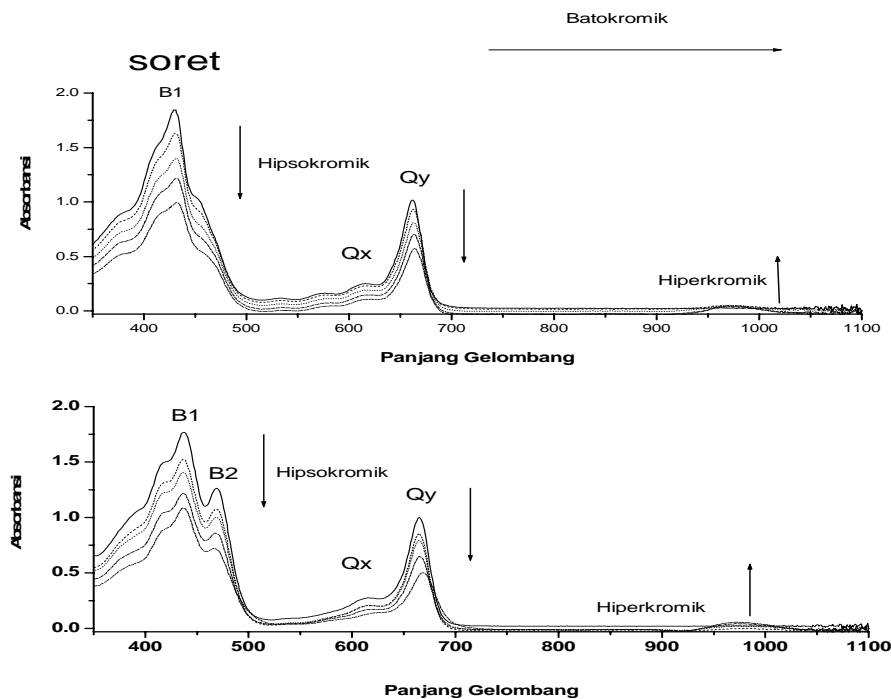 Batokromik
soret
B1
2.0
1.5
1.0
0.5
0.0
Absorbansi
Hipsokromik
Qy
Qx
Hiperkromik
400 500 600 700 800 900 1000 1100
Panjang Gelombang
2.0
1.5
1.0
0.5
0.0
Absorbansi
B1
B2
Hipsokromik
Qy
Qx
Hiperkromik
400 500 600 700 800 900 1000 1100
Panjang Gelombang